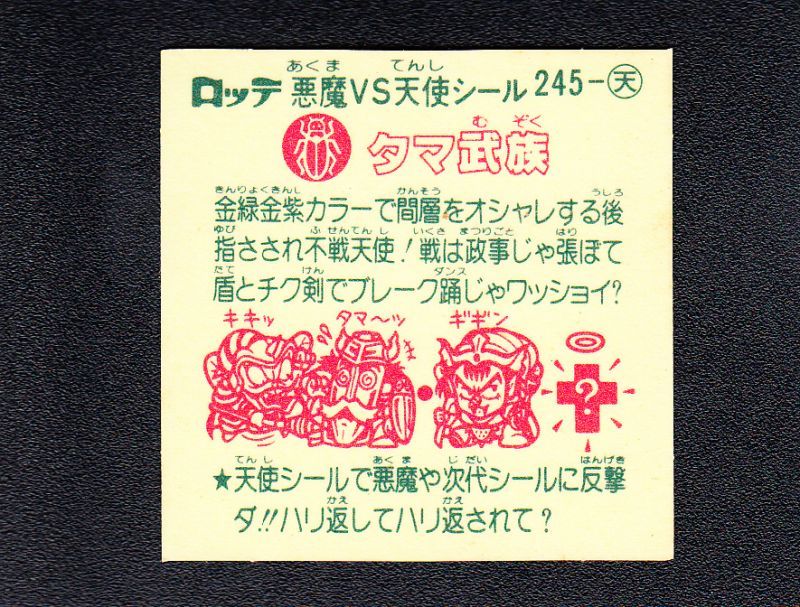 あくま てんし
ロッテ 悪魔VS天使シール 245-天
む ぞく
タマ武族
きんりょくきんし かんそう うしろ
金緑金紫カラーで間層をオシャレする後
ゆび ふせんてんし いくさ まつりごと はり
指さされ不戦天使!戦は政事じゃ張ぼて
たて けん ダンス
盾とチク剣でブレーク踊じゃワッショイ?
キキッ タマ〜ッ ギギン
?
てんし あくま じだい はんげき
★天使シールで悪魔や次代シールに反撃
かえ かえ
ダ!!ハリ返してハリ返されて?